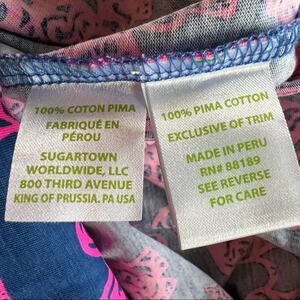 100% COTON PIMA
FABRIQUÉ EN
PÉROU
SUGARTOWN
WORLDWIDE, LLC
800 THIRD AVENUE
KING OF PRUSSIA. PA USA
100% PIMA COTTON
EXCLUSIVE OF TRIM
MADE IN PERU
RN# 88189
SEE REVERSE
FOR CARE